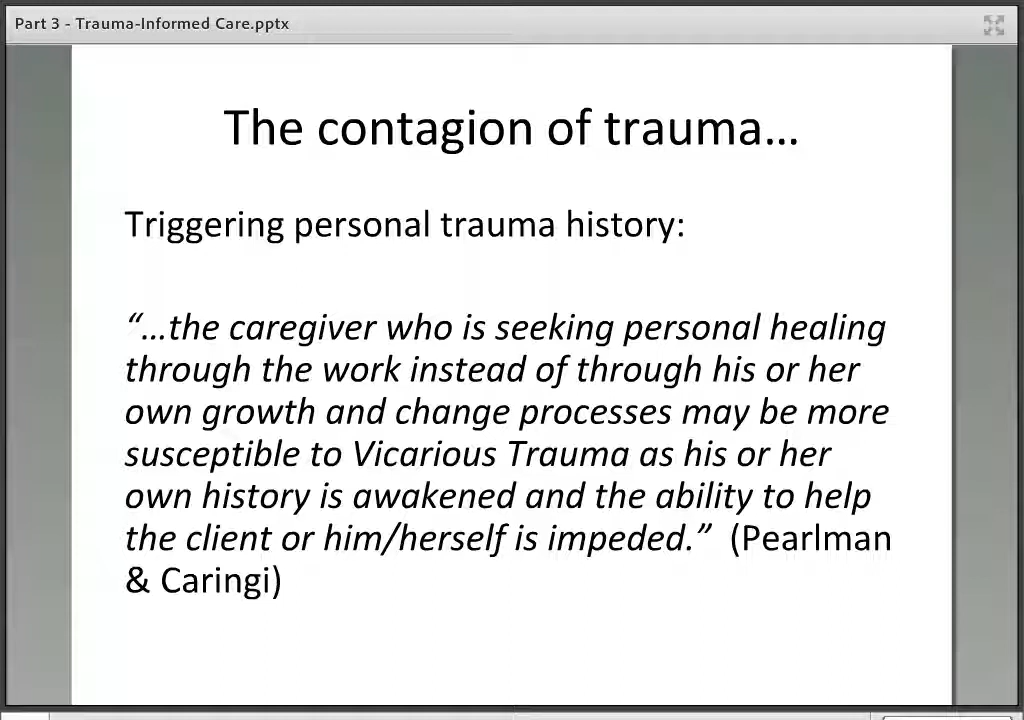 Part 3 - Trauma-Informed Care.pptx
The contagion of trauma…
Triggering personal trauma history:
“…the caregiver who is seeking personal healing
through the work instead of through his or her
own growth and change processes may be more
susceptible to Vicarious Trauma as his or her
own history is awakened and the ability to help
the client or him/herself is impeded.” (Pearlman
& Caringi)